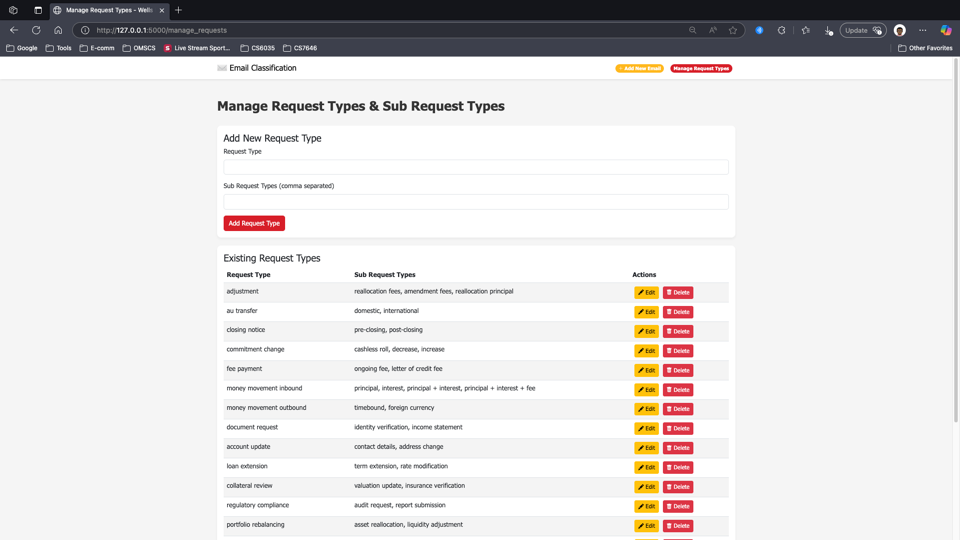 Manage Request Types - Wells
http://127.0.0.1:5000/manage_requests
Update
Google
Tools
E-comm
OMSCS
Live Stream Sport...
CS6035
CS7646
Other Favorites
Email Classification
Add New Email
Manage Request Types
Manage Request Types & Sub Request Types
Add New Request Type
Request Type
Sub Request Types (comma separated)
Add Request Type
Existing Request Types
Request Type Sub Request Types Actions
adjustment reallocation fees, amendment fees, reallocation principal Edit Delete
au transfer domestic, international Edit Delete
closing notice pre-closing, post-closing Edit Delete
commitment change cashless roll, decrease, increase Edit Delete
fee payment ongoing fee, letter of credit fee Edit Delete
money movement inbound principal, interest, principal + interest, principal + interest + fee Edit Delete
money movement outbound timebound, foreign currency Edit Delete
document request identity verification, income statement Edit Delete
account update contact details, address change Edit Delete
loan extension term extension, rate modification Edit Delete
collateral review valuation update, insurance verification Edit Delete
regulatory compliance audit request, report submission Edit Delete
portfolio rebalancing asset reallocation, liquidity adjustment Edit Delete